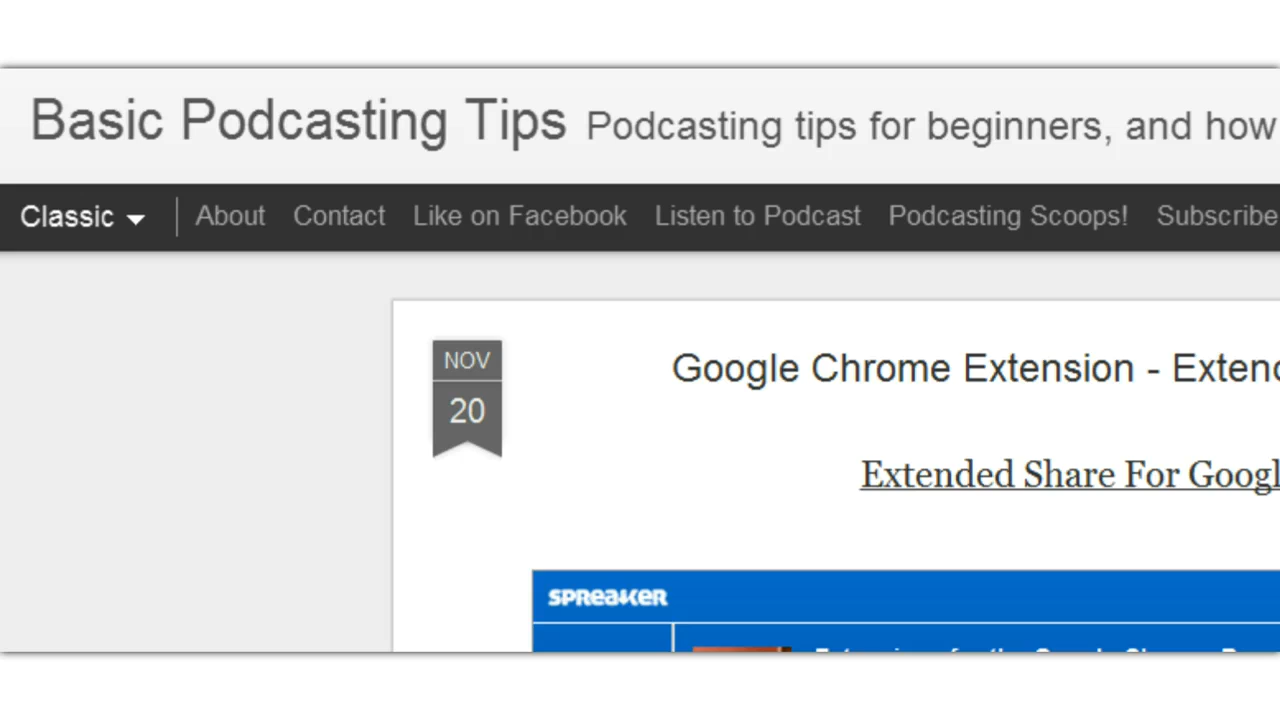 Basic Podcasting Tips Podcasting tips for beginners, and how
Classic About Contact Like on Facebook Listen to Podcast Podcasting Scoops! Subscribe
NOV
20
Google Chrome Extension - Extend
Extended Share For Googl
SPREAKER